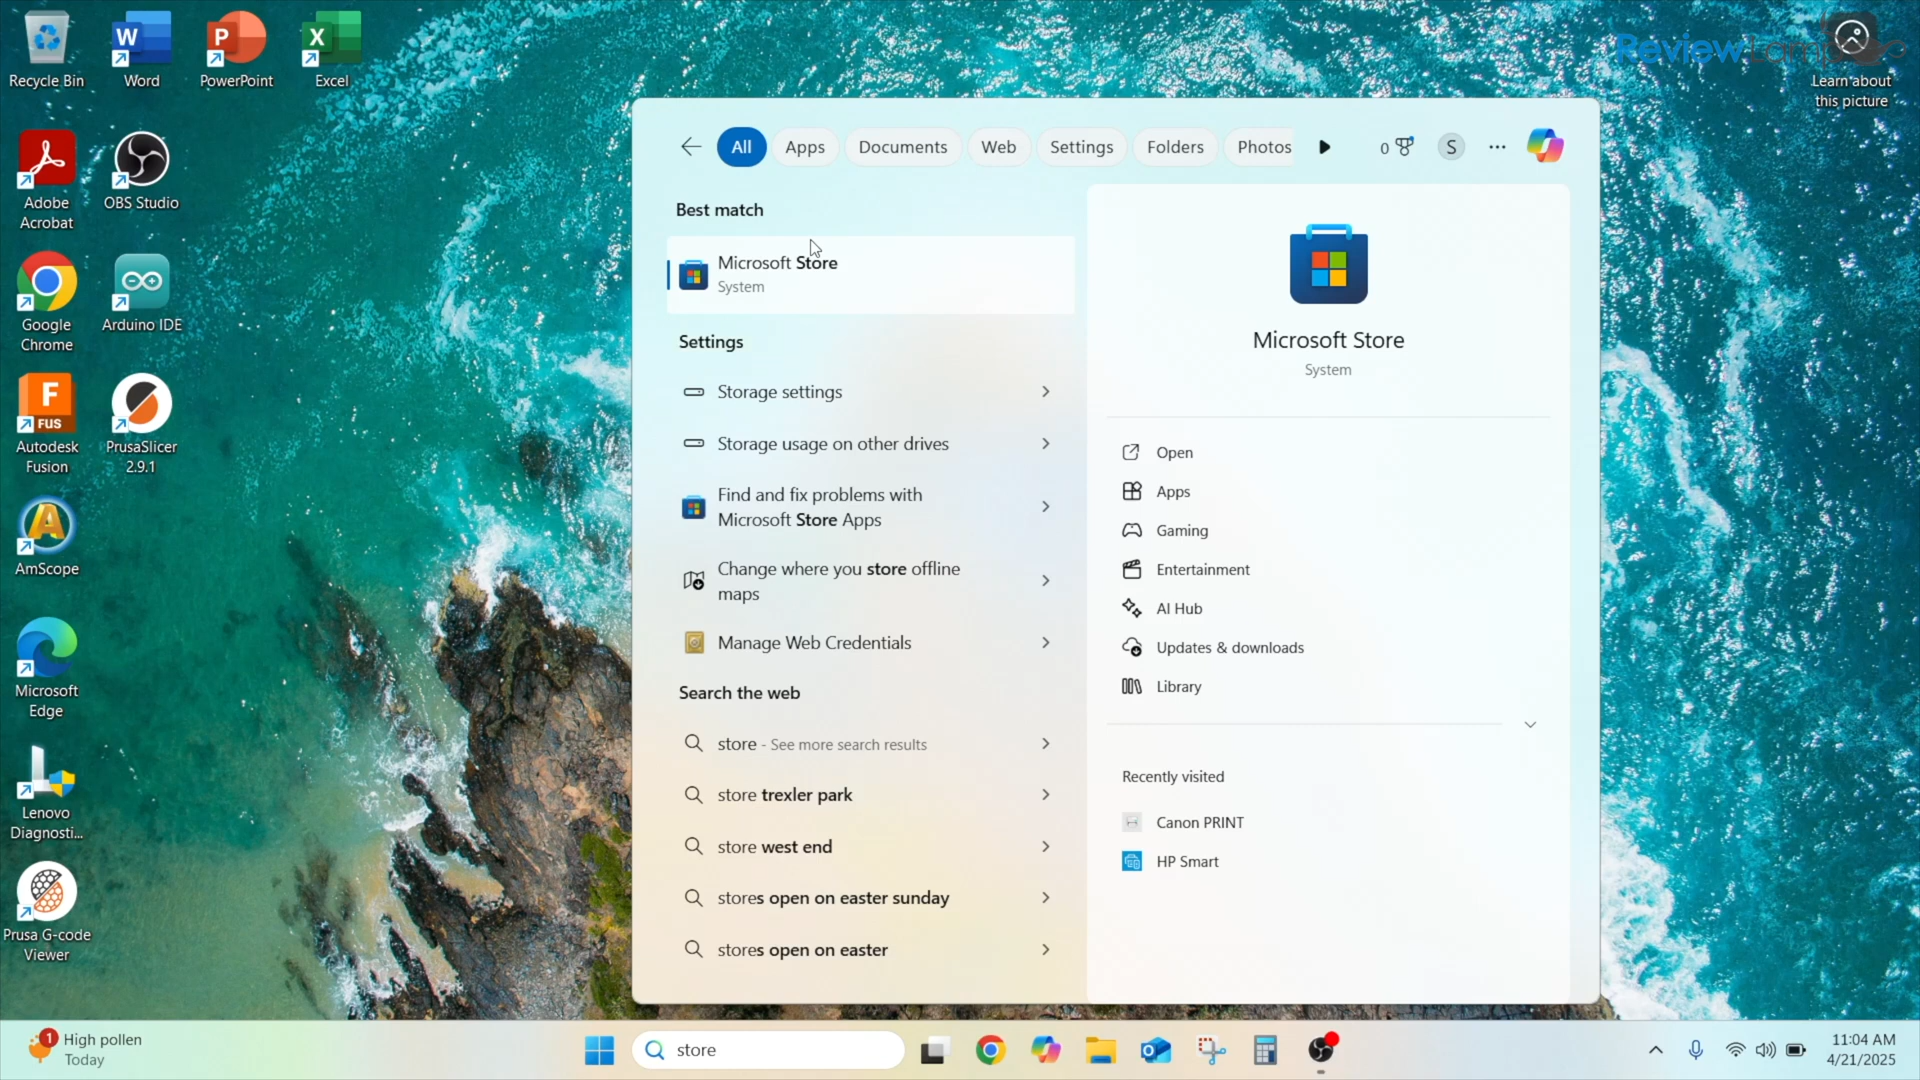 Recycle Bin
Word
PowerPoint
Excel
Adobe
Acrobat
OBS Studio
Google
Chrome
Arduino IDE
Autodesk
Fusion
PrusaSlicer
2.9.1
AmScope
Microsoft
Edge
Lenovo
Diagnosti...
Prusa G-code
Viewer
W
P
X
F
FUS
A
ReviewLamp
Learn about
this picture
All
Apps
Documents
Web
Settings
Folders
Photos
0
S
Best match
Microsoft Store
System
Settings
Storage settings
Storage usage on other drives
Find and fix problems with
Microsoft Store Apps
Change where you store offline
maps
Manage Web Credentials
Search the web
store - See more search results
store trexler park
store west end
stores open on easter sunday
stores open on easter
Microsoft Store
System
Open
Apps
Gaming
Entertainment
AI Hub
Updates & downloads
Library
Recently visited
Canon PRINT
HP Smart
1
High pollen
Today
store
11:04 AM
4/21/2025